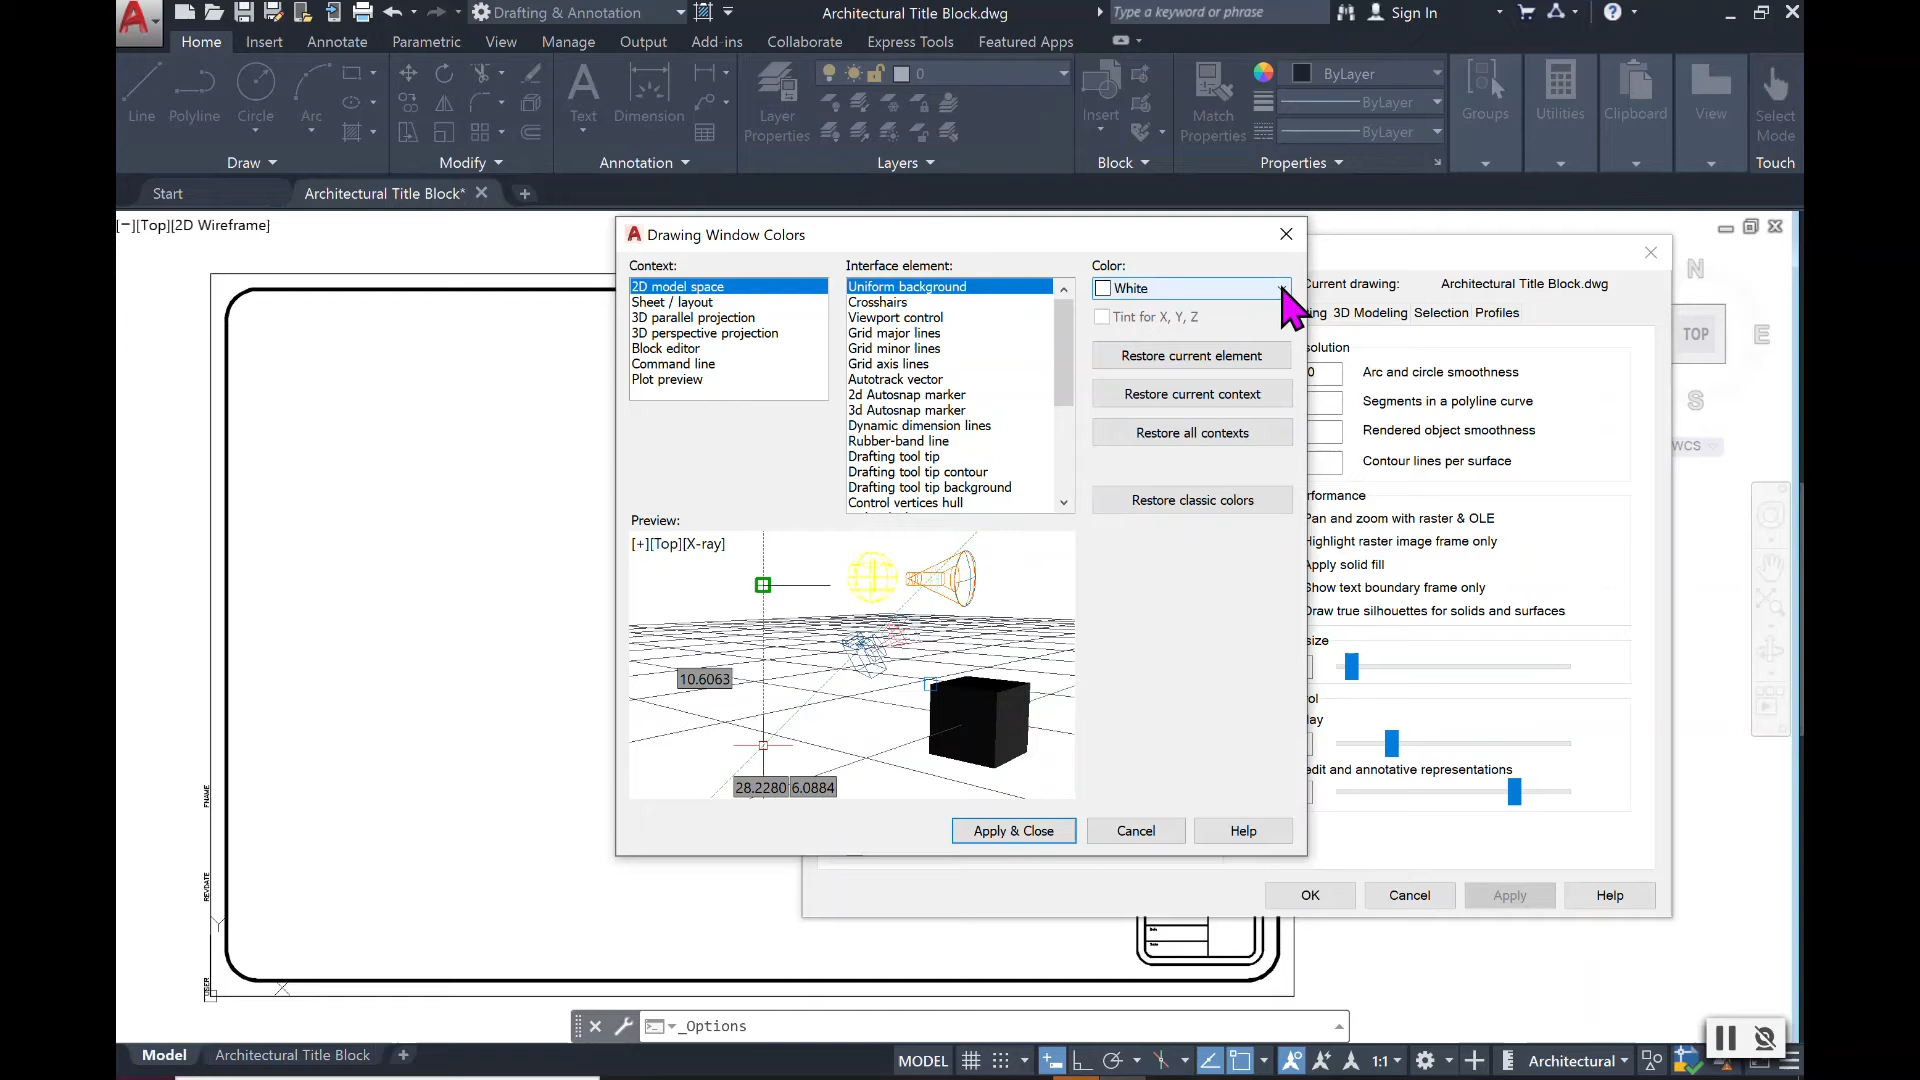 Drafting & Annotation
Architectural Title Block.dwg
Type a keyword or phrase
Sign In
Home Insert Annotate Parametric View Manage Output Add-ins Collaborate Express Tools Featured Apps
Line Polyline Circle Arc
Draw
Modify
Text Dimension
Annotation
Layer Properties
0
Layers
Insert
Block
Match Properties
ByLayer
ByLayer
ByLayer
Properties
Groups
Utilities
Clipboard
View
Select Mode
Touch
Start
Architectural Title Block*
[−][Top][2D Wireframe]
Drawing Window Colors
Context:
2D model space
Sheet / layout
3D parallel projection
3D perspective projection
Block editor
Command line
Plot preview
Interface element:
Uniform background
Crosshairs
Viewport control
Grid major lines
Grid minor lines
Grid axis lines
Autotrack vector
2d Autosnap marker
3d Autosnap marker
Dynamic dimension lines
Rubber-band line
Drafting tool tip
Drafting tool tip contour
Drafting tool tip background
Control vertices hull
Color:
White
Tint for X, Y, Z
Restore current element
Restore current context
Restore all contexts
Restore classic colors
Preview:
[+][Top][X-ray]
10.6063
28.2280 6.0884
Apply & Close
Cancel
Help
Current drawing:
Architectural Title Block.dwg
ing 3D Modeling Selection Profiles
solution
0
Arc and circle smoothness
Segments in a polyline curve
Rendered object smoothness
Contour lines per surface
rformance
Pan and zoom with raster & OLE
Highlight raster image frame only
Apply solid fill
Show text boundary frame only
Draw true silhouettes for solids and surfaces
size
ol
lay
edit and annotative representations
OK
Cancel
Apply
Help
N
TOP
E
S
WCS
FNAME
REVDATE
USER
Y
X
_Options
Model
Architectural Title Block
MODEL
1:1
Architectural